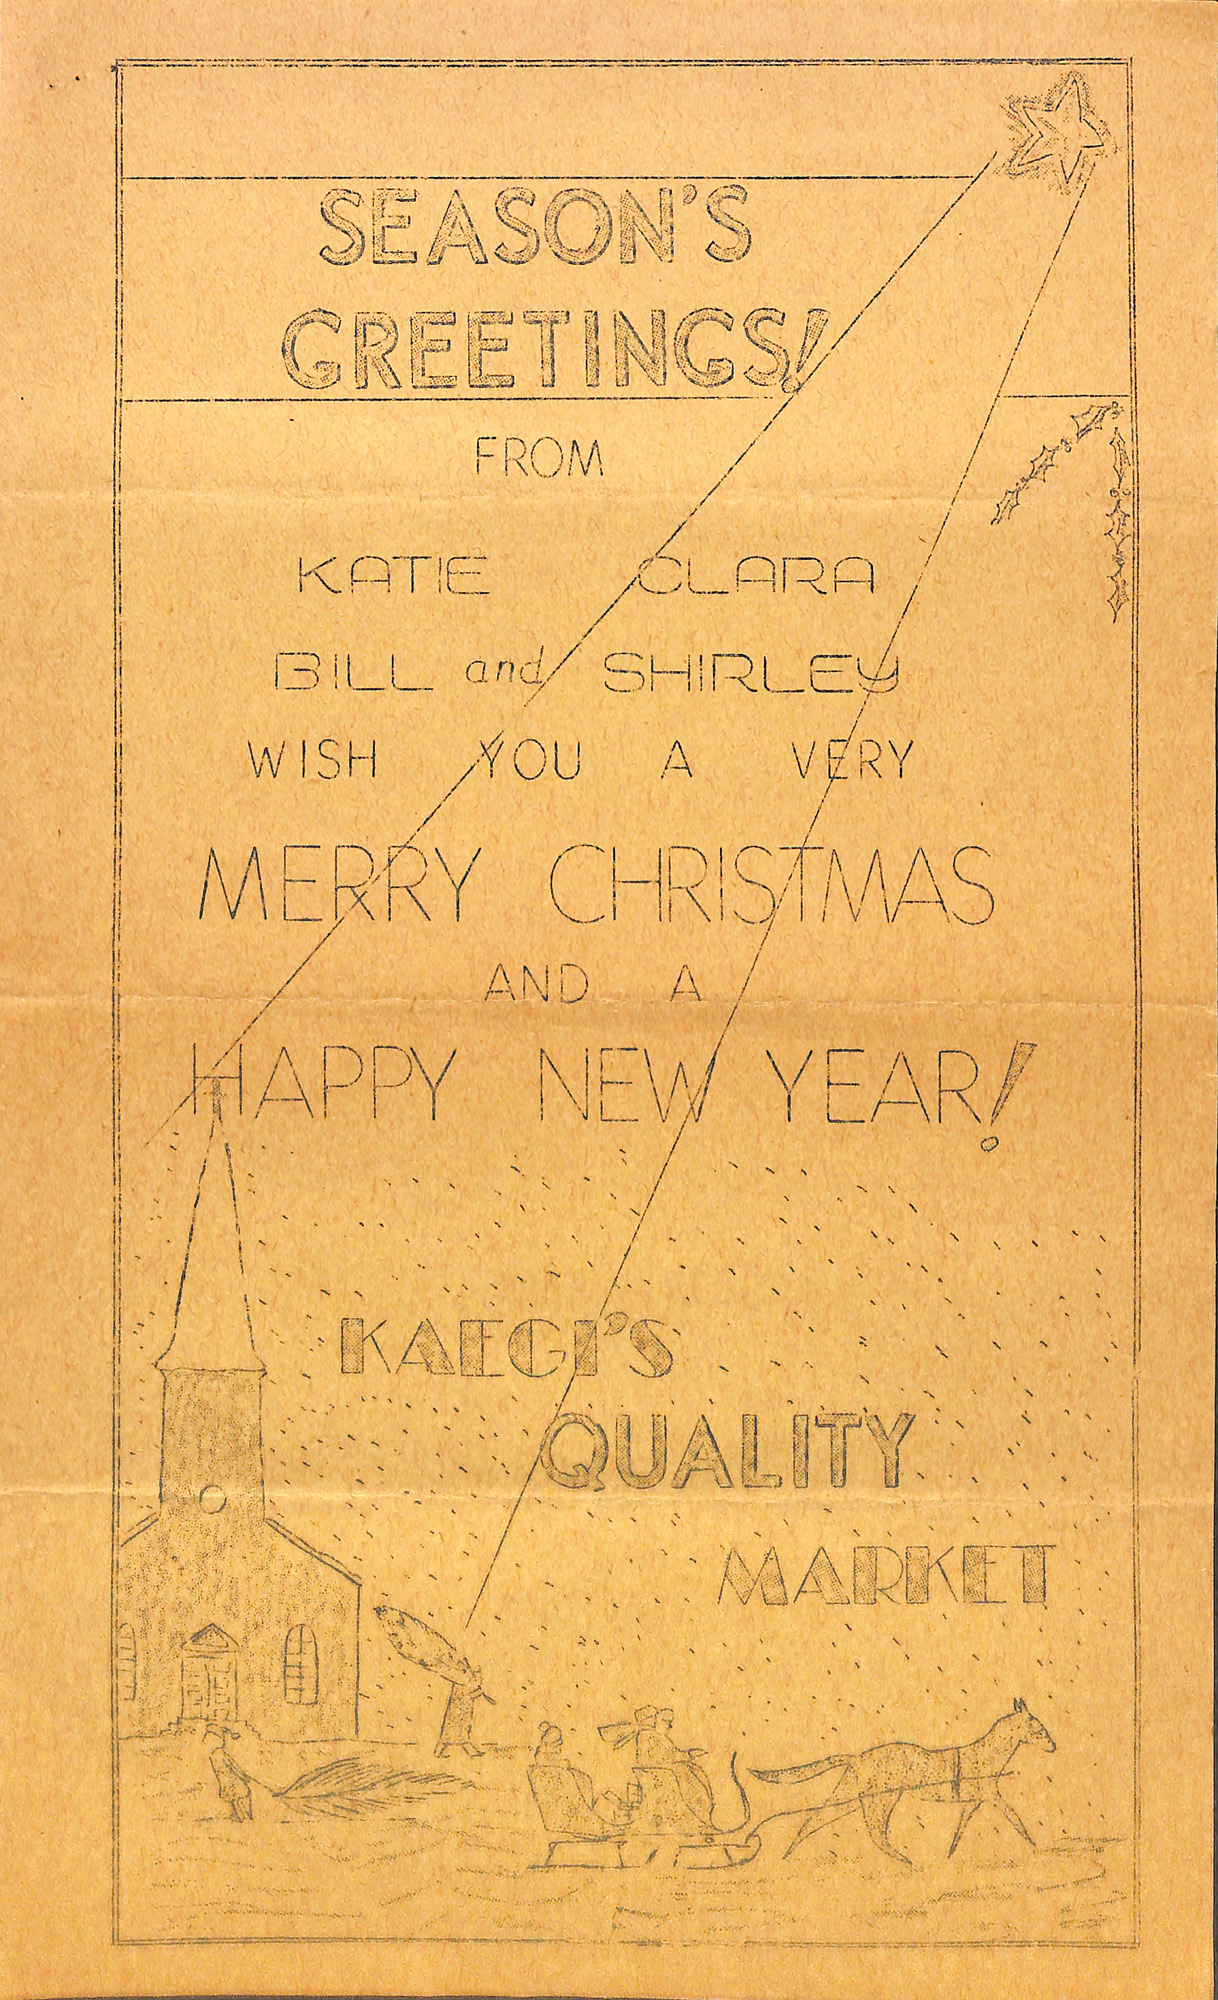 SEASON'S
GREETINGS!
FROM
KATIE CLARA
BILL and SHIRLEY
WISH YOU A VERY
MERRY CHRISTMAS
AND A
HAPPY NEW YEAR!
KAEGI'S
QUALITY
MARKET